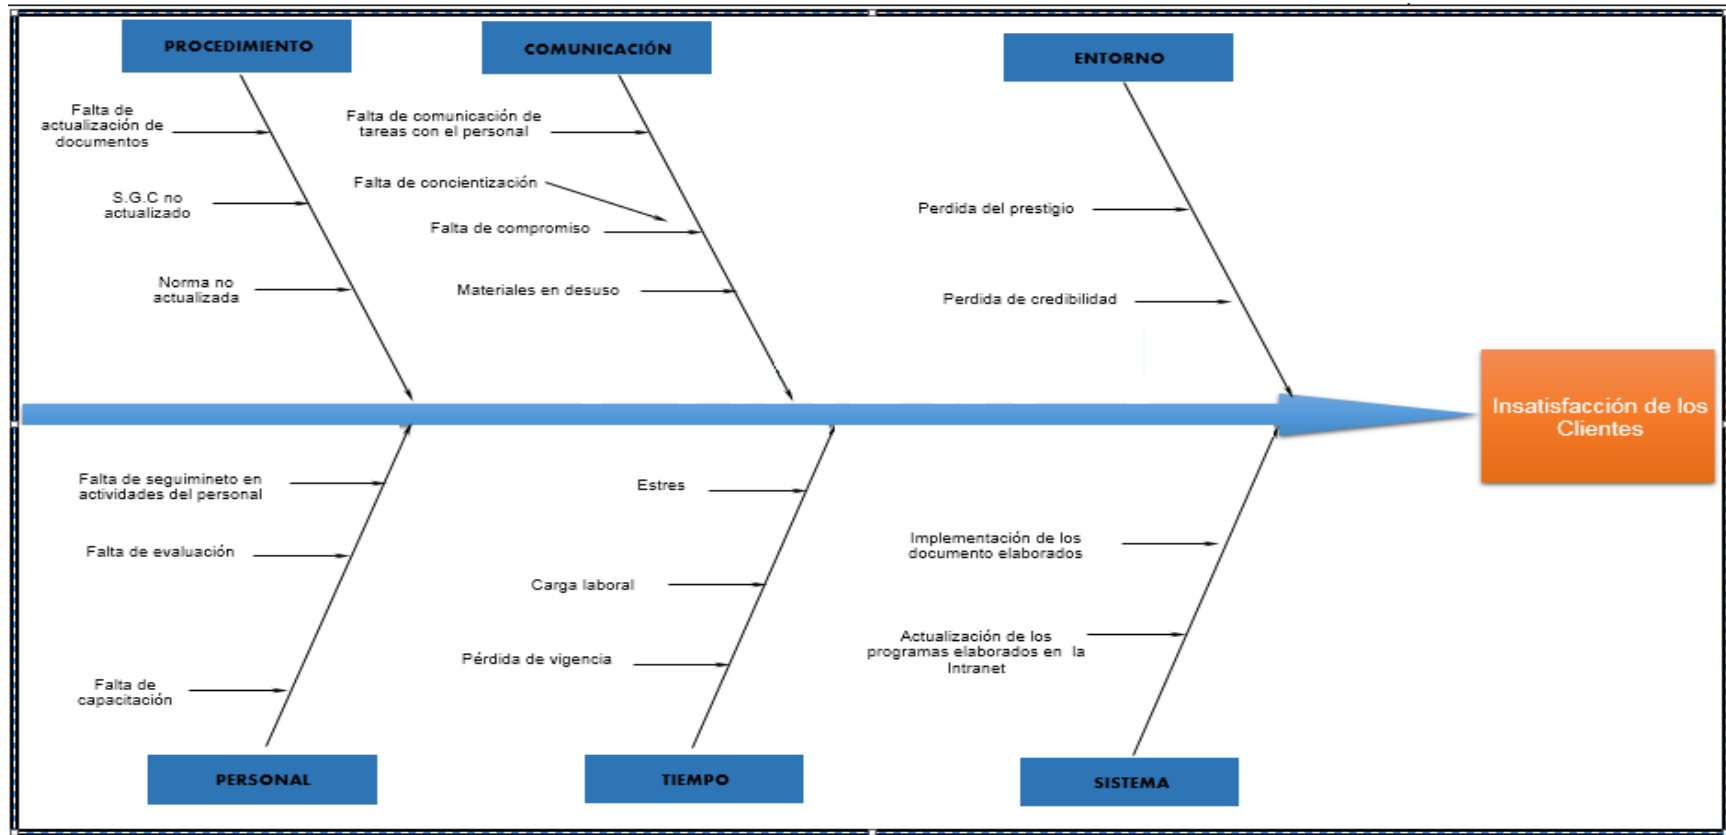 PROCEDIMIENTO
COMUNICACIÓN
ENTORNO
Falta de
actualización de
documentos
S.G.C no
actualizado
Norma no
actualizada
Falta de comunicación de
tareas con el personal
Falta de concientización
Falta de compromiso
Materiales en desuso
Perdida del prestigio
Perdida de credibilidad
Insatisfacción de los
Clientes
Falta de seguimineto en
actividades del personal
Falta de evaluación
Falta de
capacitación
Estres
Carga laboral
Pérdida de vigencia
Implementación de los
documento elaborados
Actualización de los
programas elaborados en la
Intranet
PERSONAL
TIEMPO
SISTEMA